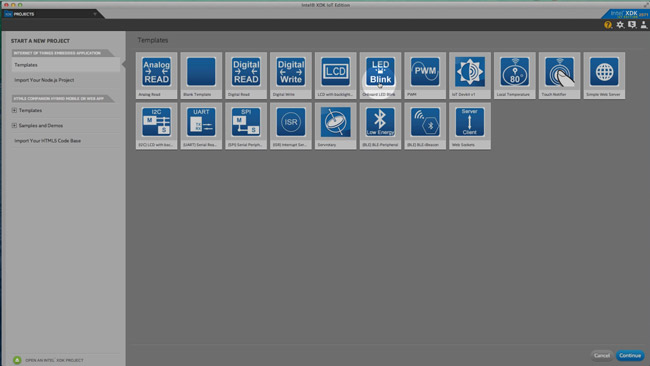 Intel® XDK IoT Edition
XDK PROJECTS
intel XDK
START A NEW PROJECT
INTERNET OF THINGS EMBEDDED APPLICATION
Templates
Import Your Node.js Project
HTML5 COMPANION HYBRID MOBILE OR WEB APP
Templates
Samples and Demos
Import Your HTML5 Code Base
OPEN AN INTEL XDK PROJECT
Templates
Analog READ
Digital READ
Digital Write
LCD
LED Blink
PWM
80°
Analog Read
Blank Template
Digital Read
Digital Write
LCD with backlight...
Onboard LED Blink
PWM
IoT DevKit v1
Local Temperature
Touch Notifier
Simple Web Server
I2C
M
S
UART
TX
RX
SPI
M
S
ISR
Bluetooth
Low Energy
Server
Client
[I2C] LCD with bac...
[UART] Serial Rea...
[SPI] Serial Periph...
[ISR] Interrupt Ser...
Servo
[BLE] BLE-Peripheral
[BLE] BLE-iBeacon
Web Sockets
Cancel
Continue